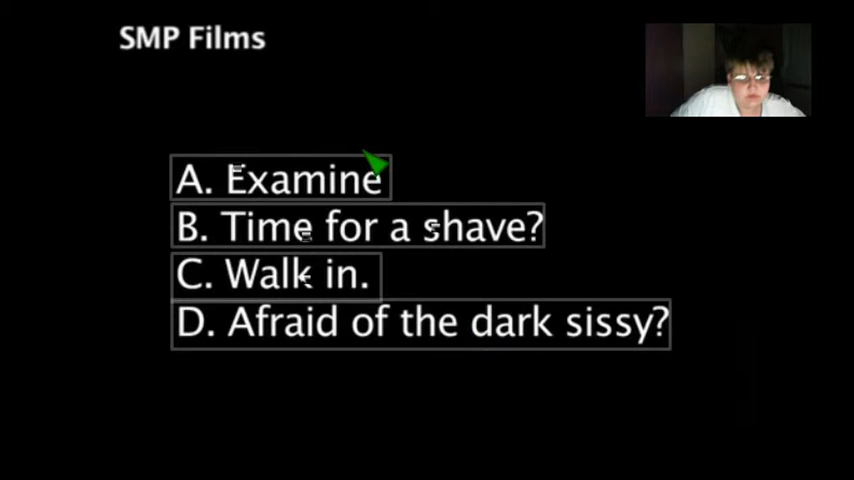 SMP Films
A. Examine
B. Time for a shave?
C. Walk in.
D. Afraid of the dark sissy?